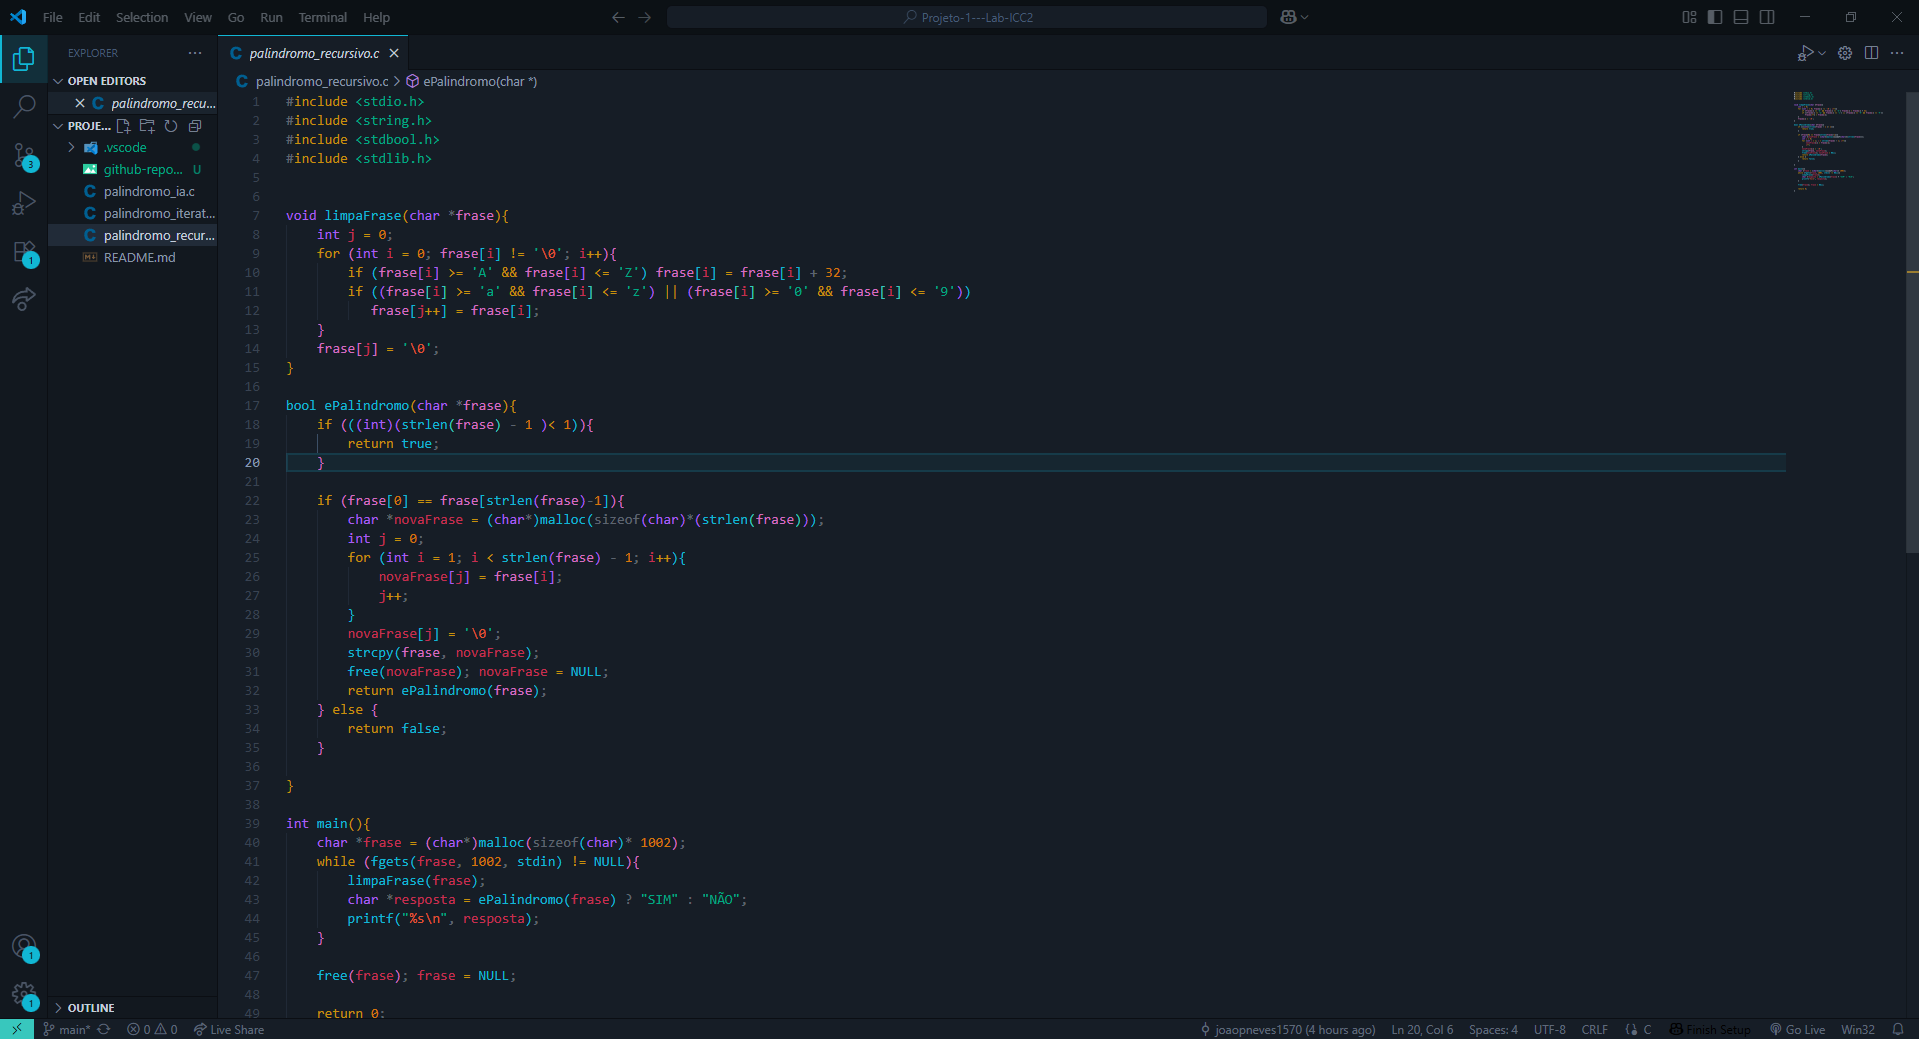 File Edit Selection View Go Run Terminal Help
Projeto-1---Lab-ICC2
EXPLORER
OPEN EDITORS
palindromo_recu...
PROJE...
.vscode
github-repo... U
palindromo_ia.c
palindromo_iterat...
palindromo_recur...
README.md
OUTLINE
3
1
1
1
palindromo_recursivo.c
palindromo_recursivo.c > ePalindromo(char *)
1 #include <stdio.h>
2 #include <string.h>
3 #include <stdbool.h>
4 #include <stdlib.h>
5
6
7 void limpaFrase(char *frase){
8 int j = 0;
9 for (int i = 0; frase[i] != '\0'; i++){
10 if (frase[i] >= 'A' && frase[i] <= 'Z') frase[i] = frase[i] + 32;
11 if ((frase[i] >= 'a' && frase[i] <= 'z') || (frase[i] >= '0' && frase[i] <= '9'))
12 frase[j++] = frase[i];
13 }
14 frase[j] = '\0';
15 }
16
17 bool ePalindromo(char *frase){
18 if (((int)(strlen(frase) - 1 )< 1)){
19 return true;
20 }
21
22 if (frase[0] == frase[strlen(frase)-1]){
23 char *novaFrase = (char*)malloc(sizeof(char)*(strlen(frase)));
24 int j = 0;
25 for (int i = 1; i < strlen(frase) - 1; i++){
26 novaFrase[j] = frase[i];
27 j++;
28 }
29 novaFrase[j] = '\0';
30 strcpy(frase, novaFrase);
31 free(novaFrase); novaFrase = NULL;
32 return ePalindromo(frase);
33 } else {
34 return false;
35 }
36
37 }
38
39 int main(){
40 char *frase = (char*)malloc(sizeof(char)* 1002);
41 while (fgets(frase, 1002, stdin) != NULL){
42 limpaFrase(frase);
43 char *resposta = ePalindromo(frase) ? "SIM" : "NÃO";
44 printf("%s\n", resposta);
45 }
46
47 free(frase); frase = NULL;
48
49 return 0;
main* 0 0 Live Share joaopneves1570 (4 hours ago) Ln 20, Col 6 Spaces: 4 UTF-8 CRLF C Finish Setup Go Live Win32